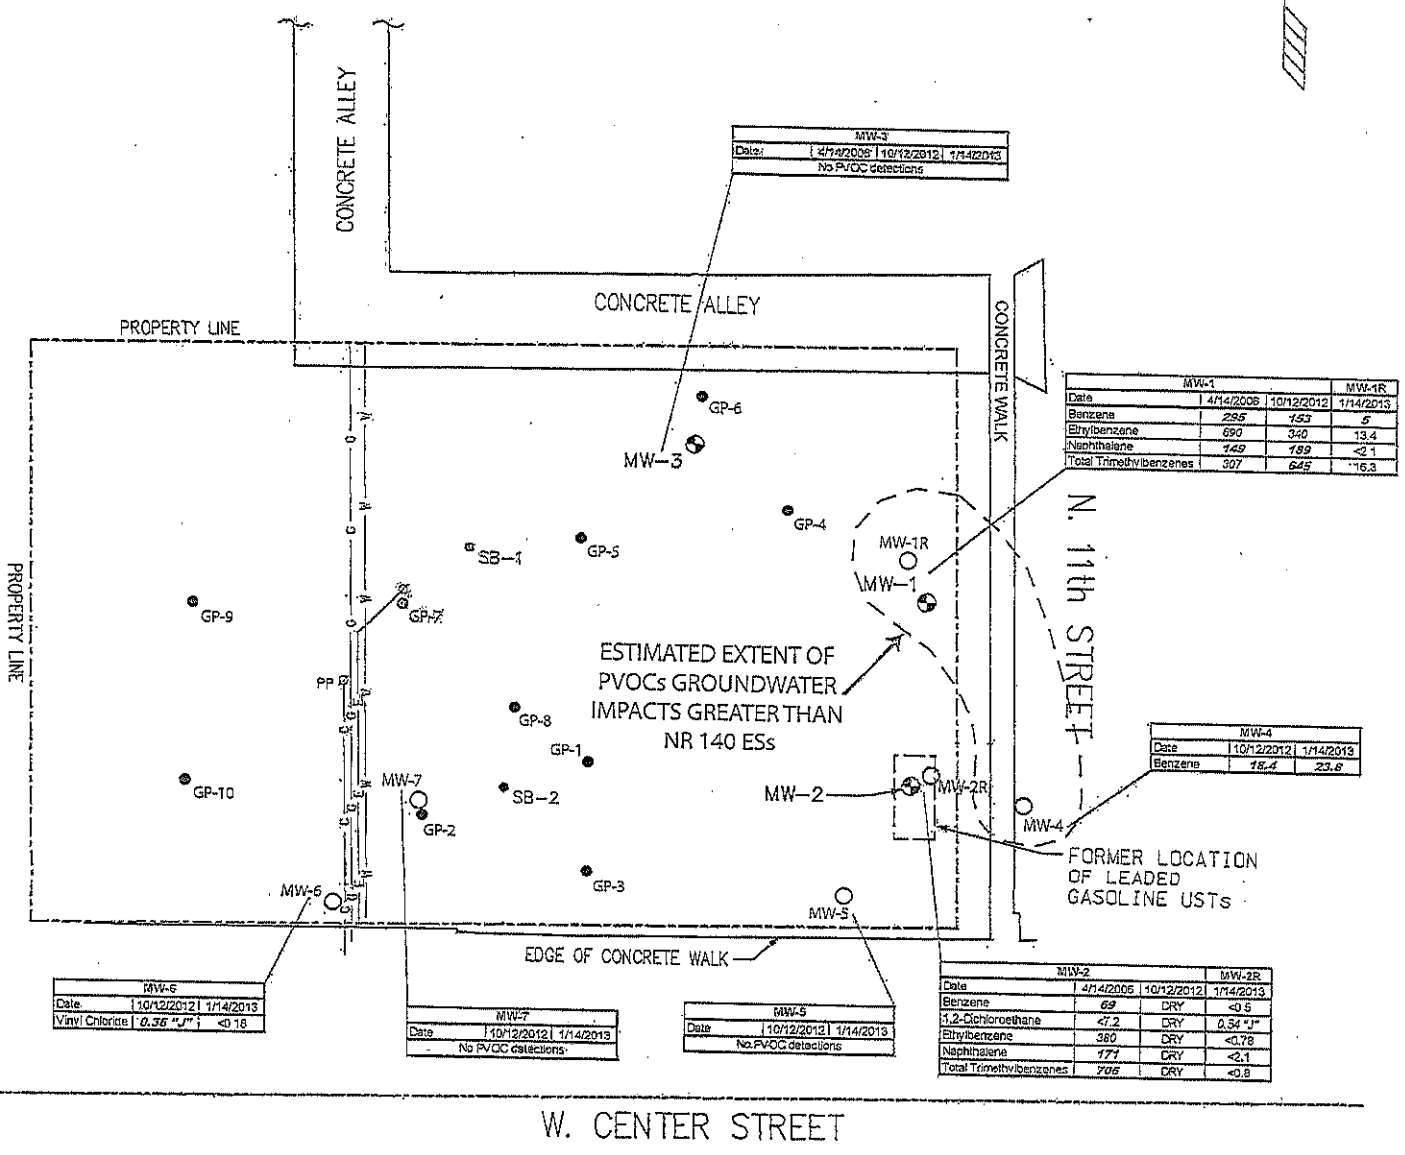 CONCRETE ALLEY
MW-3
Date: 4/14/2006 10/12/2012 1/14/2013
No PVOC detections
CONCRETE ALLEY
PROPERTY LINE
CONCRETE WALK
MW-1 MW-1R
Date 4/14/2006 10/12/2012 1/14/2013
Benzene 295 153 5
Ethylbenzene 690 340 13.4
Naphthalene 149 189 <2.1
Total Trimethylbenzenes 307 645 16.3
GP-6
MW-3
GP-4
GP-5
SB-1
MW-1R
MW-1
N. 11th STREET
PROPERTY LINE
GP-9
GP-7
ESTIMATED EXTENT OF
PVOCs GROUNDWATER
IMPACTS GREATER THAN
NR 140 ESs
PP
GP-8
GP-1
MW-4
Date 10/12/2012 1/14/2013
Benzene 18.4 23.8
GP-10
MW-7
SB-2
MW-2
MW-2R
GP-2
MW-4
FORMER LOCATION
OF LEADED
GASOLINE USTs
GP-3
MW-6
MW-5
EDGE OF CONCRETE WALK
MW-6
Date 10/12/2012 1/14/2013
Vinyl Chloride 0.36 "J" <0.18
MW-7
Date 10/12/2012 1/14/2013
No PVOC detections
MW-5
Date 10/12/2012 1/14/2013
No PVOC detections
MW-2 MW-2R
Date 4/14/2006 10/12/2012 1/14/2013
Benzene 69 DRY <0.5
1,2-Dichloroethane <7.2 DRY 0.54 "J"
Ethylbenzene 380 DRY <0.78
Naphthalene 171 DRY <2.1
Total Trimethylbenzenes 706 DRY <0.8
W. CENTER STREET